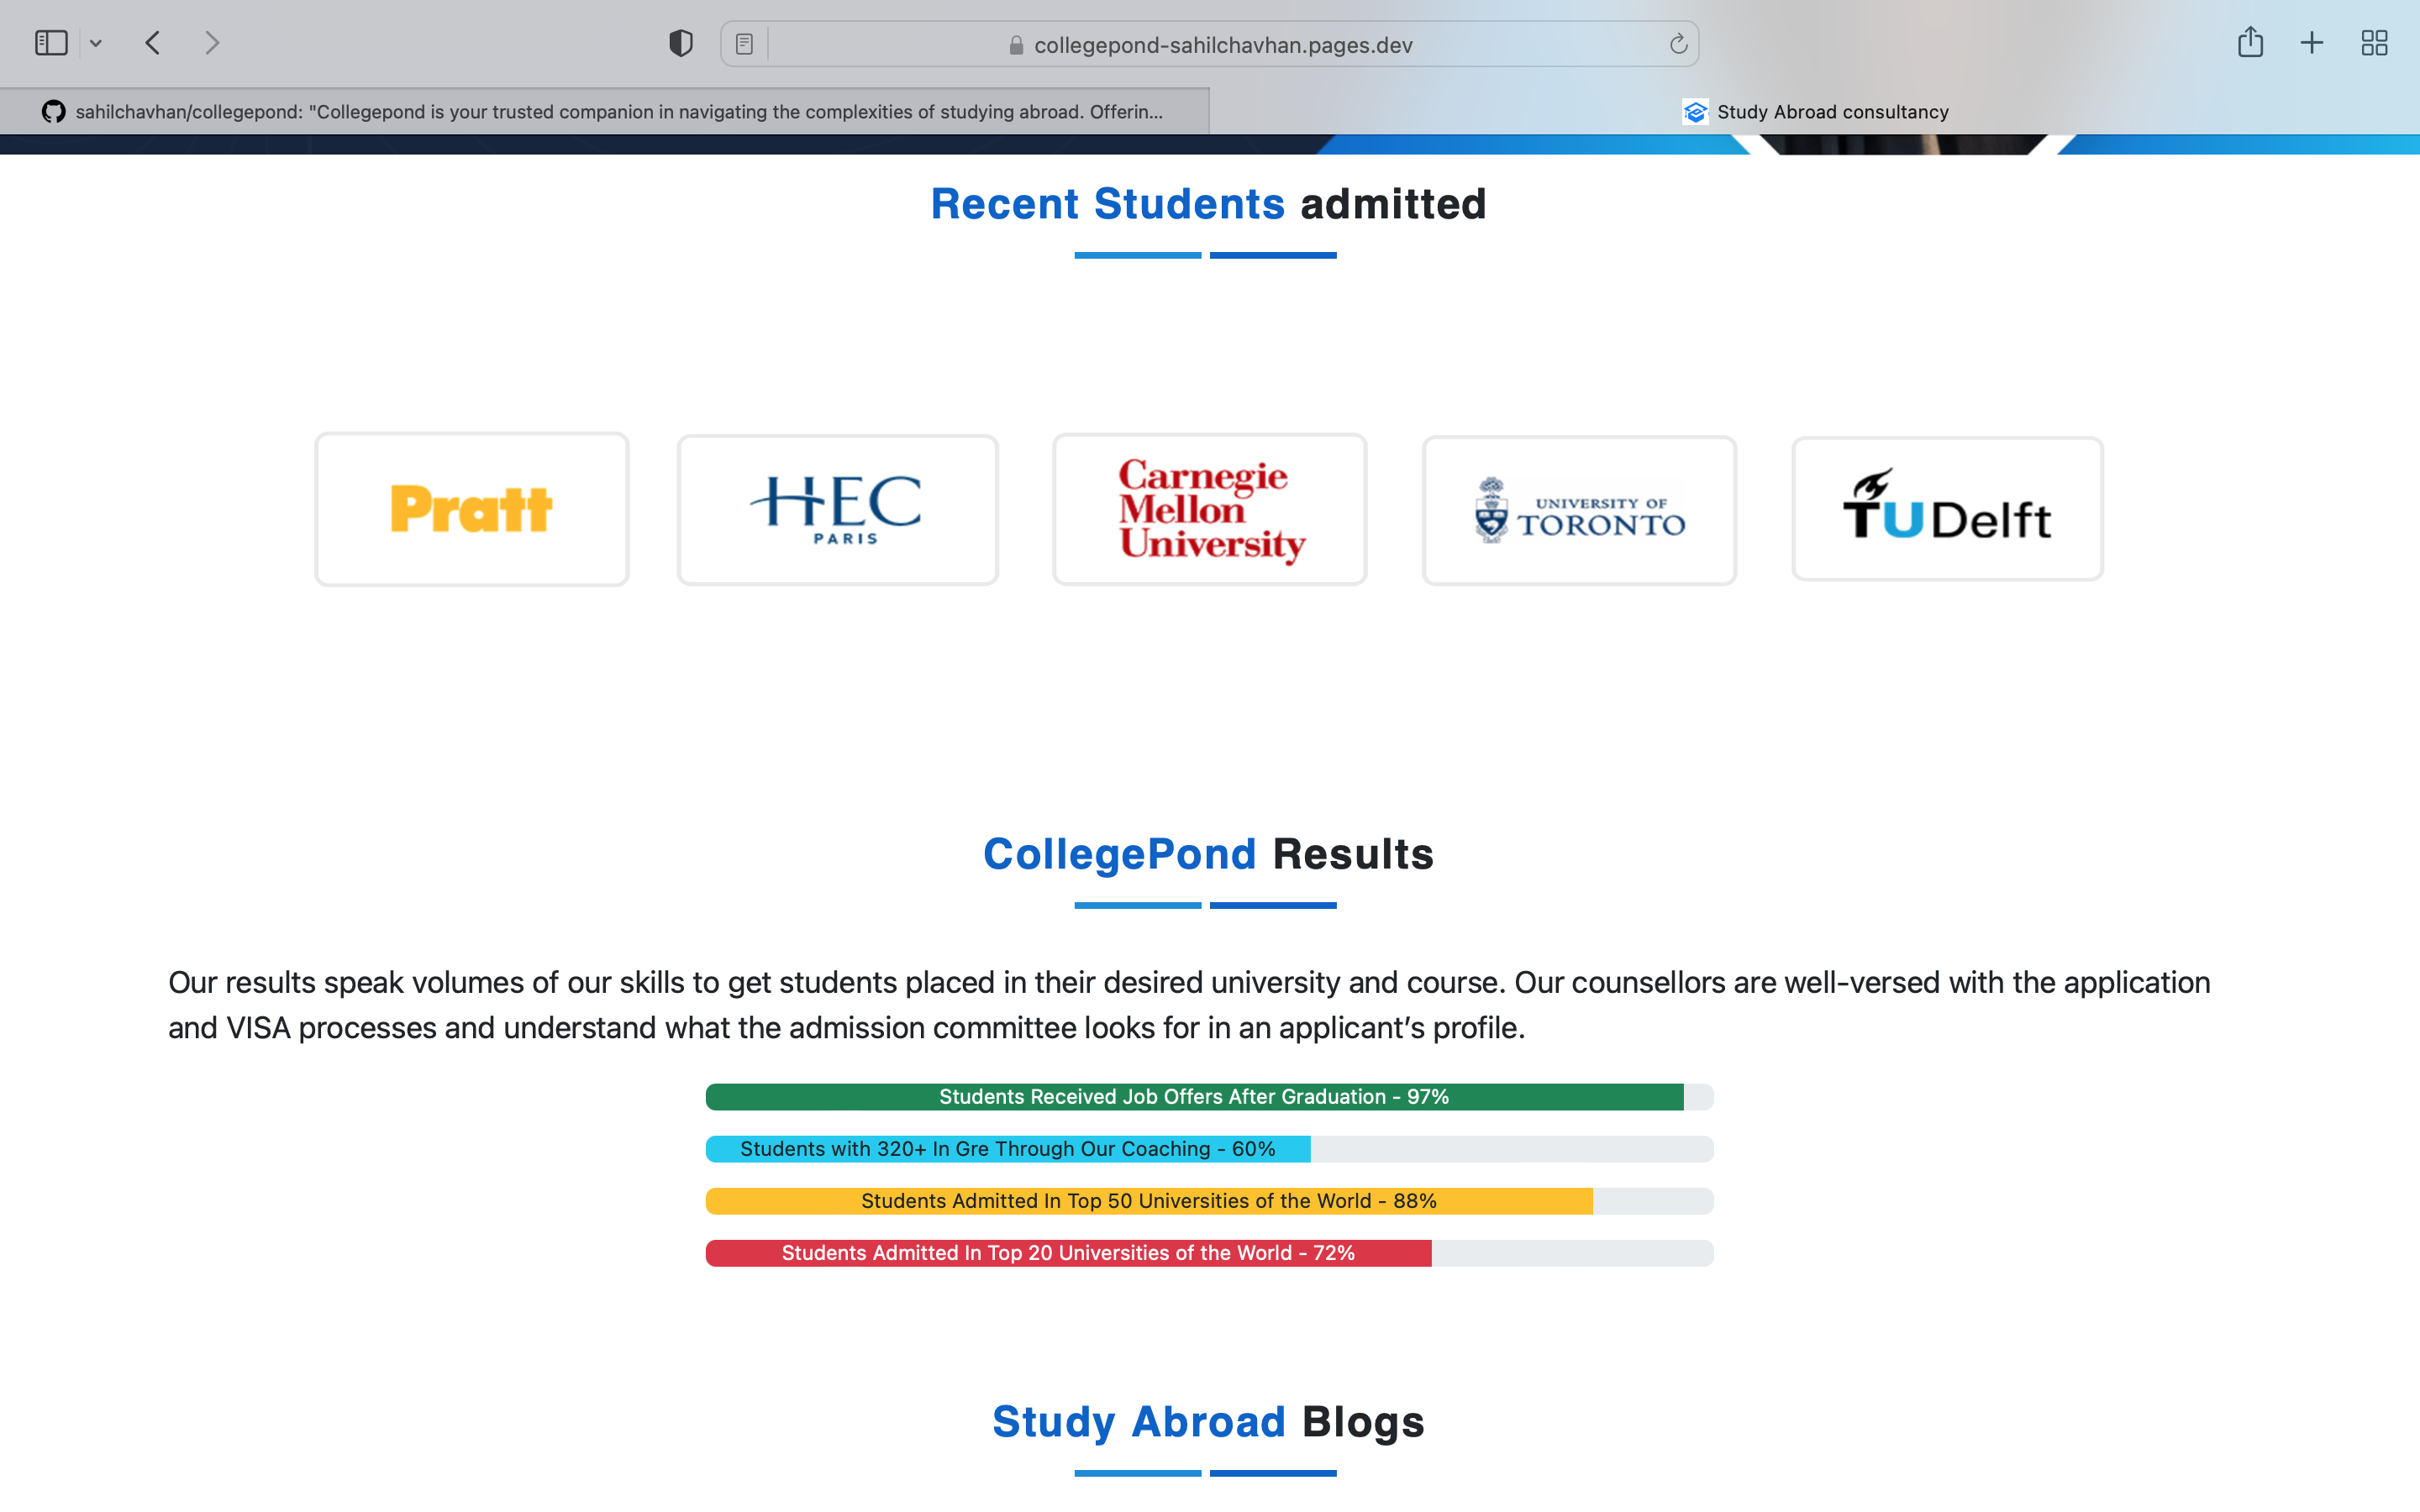 collegepond-sahilchavhan.pages.dev
sahilchavhan/collegepond: "Collegepond is your trusted companion in navigating the complexities of studying abroad. Offerin...
Study Abroad consultancy
Recent Students admitted
Pratt
HEC
PARIS
Carnegie
Mellon
University
UNIVERSITY OF
TORONTO
TU Delft
CollegePond Results
Our results speak volumes of our skills to get students placed in their desired university and course. Our counsellors are well-versed with the application
and VISA processes and understand what the admission committee looks for in an applicant’s profile.
Students Received Job Offers After Graduation - 97%
Students with 320+ In Gre Through Our Coaching - 60%
Students Admitted In Top 50 Universities of the World - 88%
Students Admitted In Top 20 Universities of the World - 72%
Study Abroad Blogs